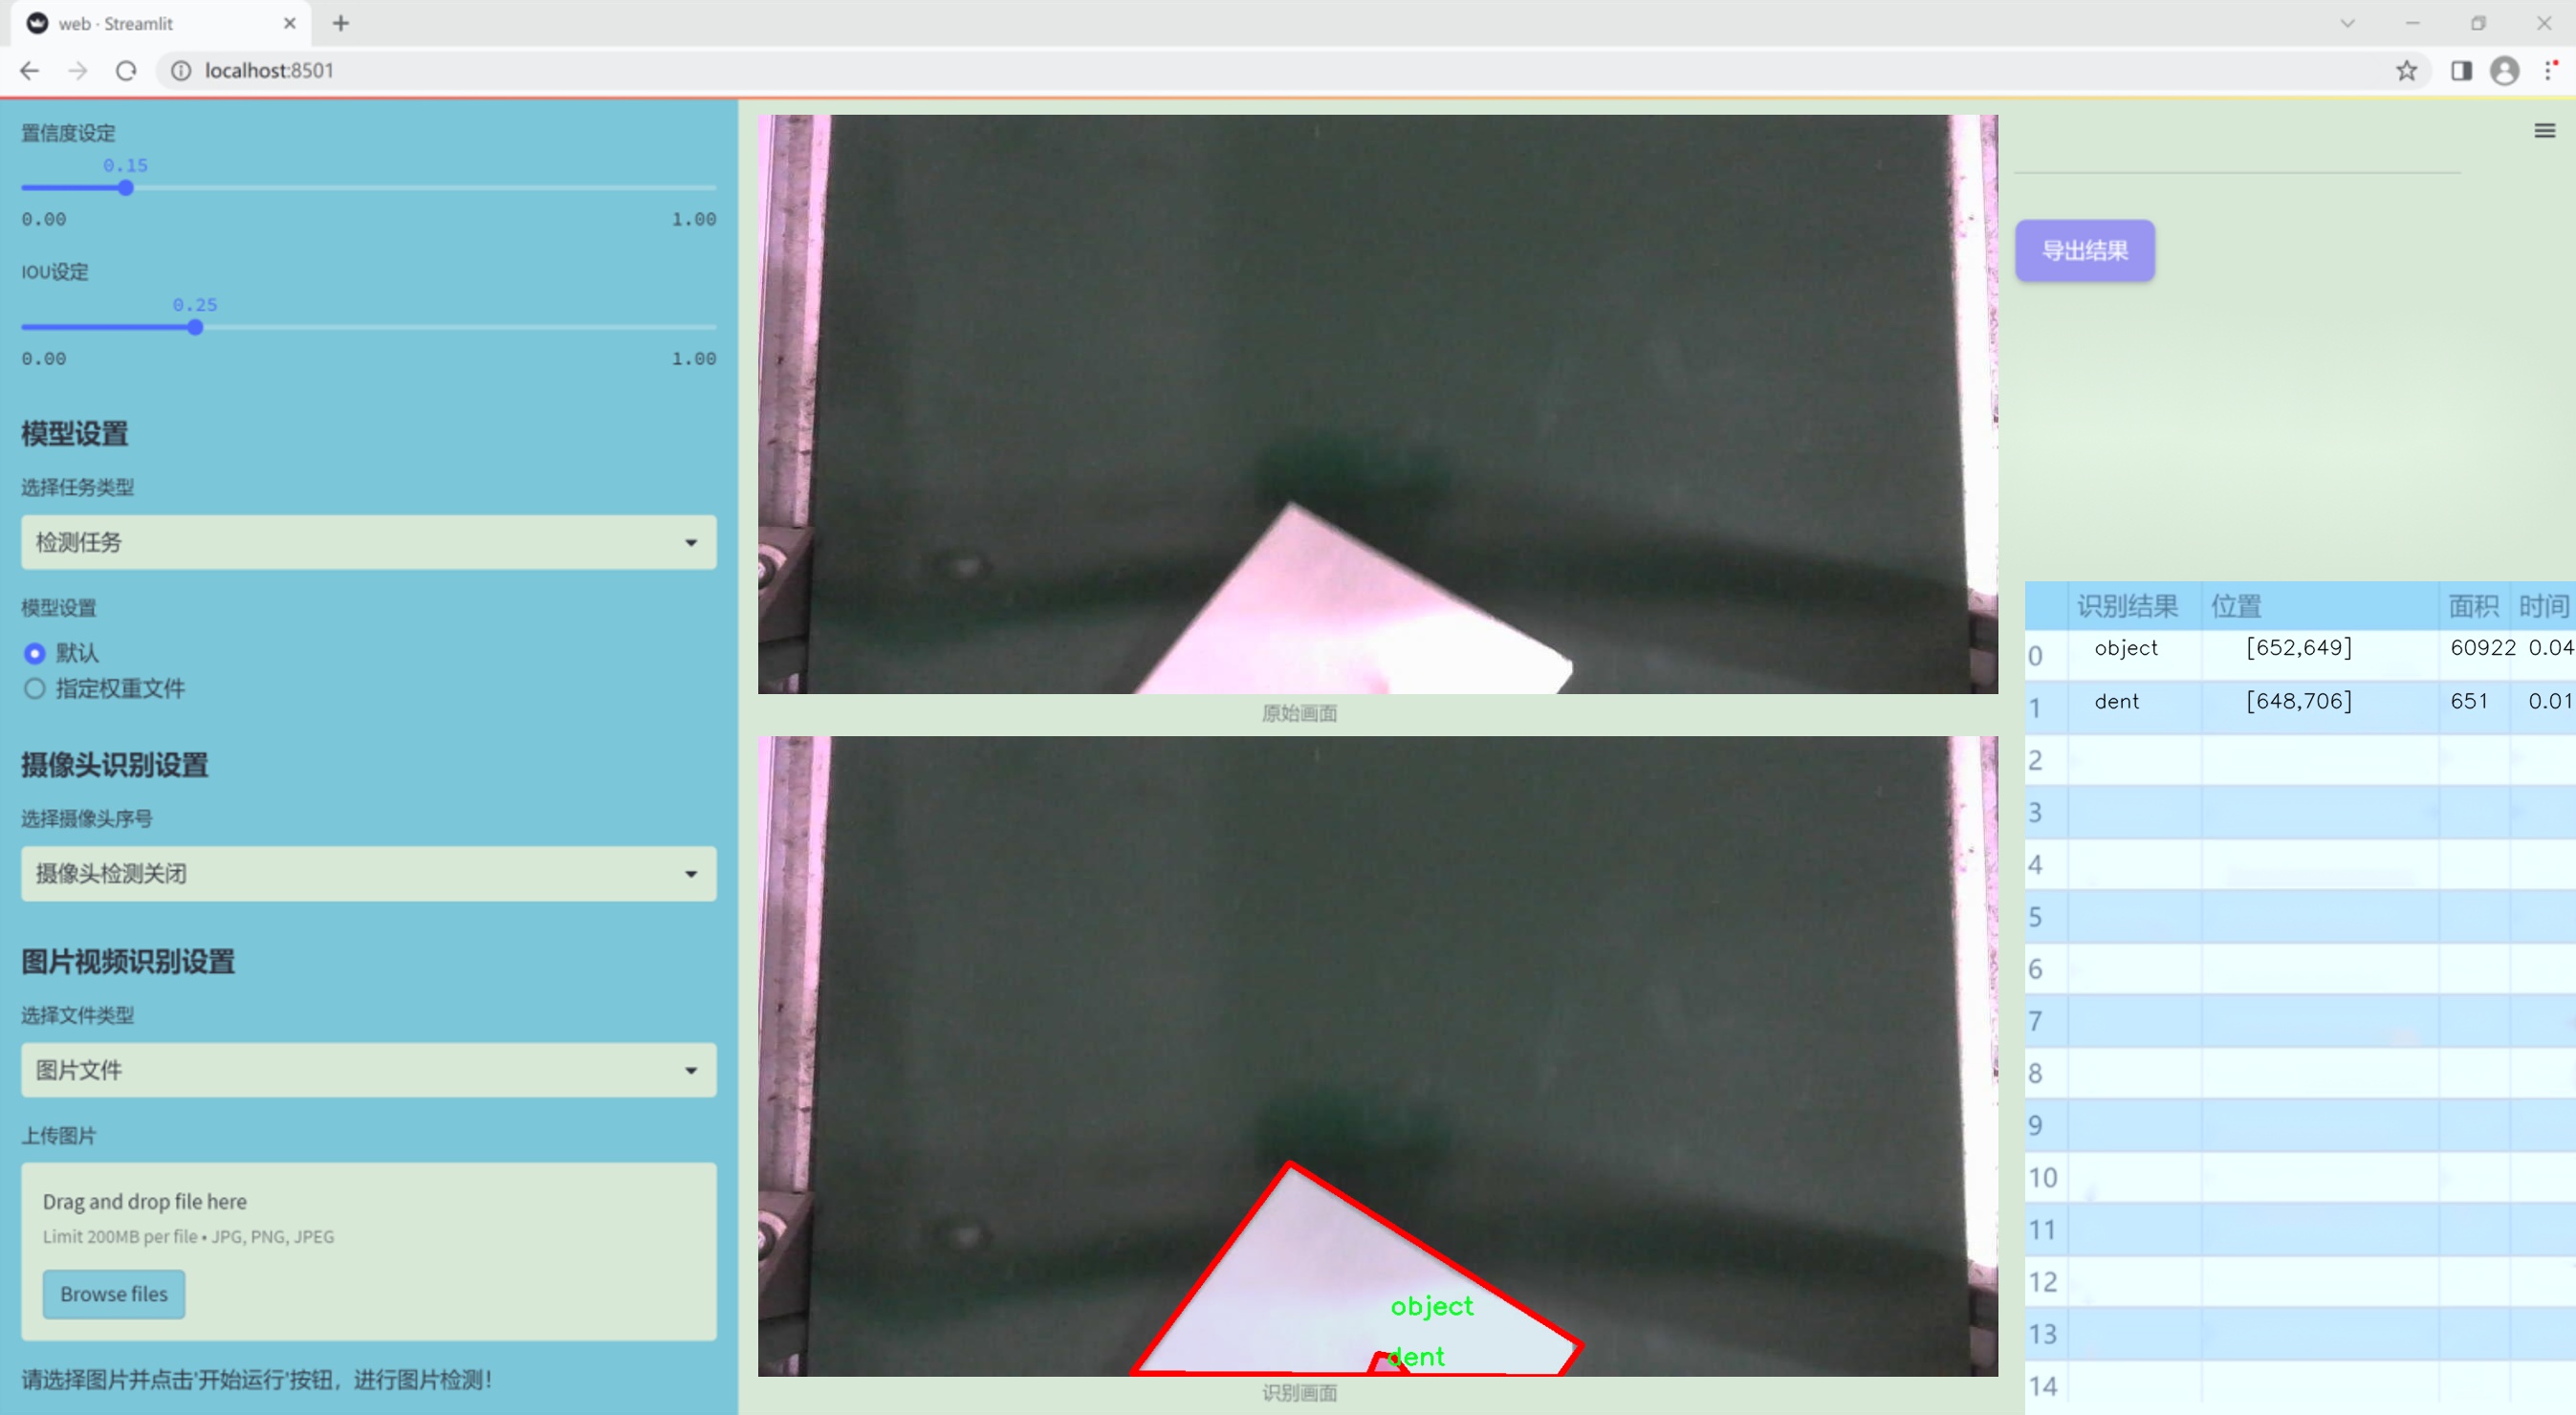 web · Streamlit
localhost:8501
置信度设定
0.15
0.00 1.00
IOU设定
0.25
0.00 1.00
模型设置
选择任务类型
检测任务
模型设置
默认
指定权重文件
摄像头识别设置
选择摄像头序号
摄像头检测关闭
图片视频识别设置
选择文件类型
图片文件
上传图片
Drag and drop file here
Limit 200MB per file • JPG, PNG, JPEG
Browse files
请选择图片并点击'开始运行'按钮，进行图片检测！
原始画面
object
dent
识别画面
导出结果
识别结果 位置 面积 时间
0 object [652,649] 60922 0.04
1 dent [648,706] 651 0.01
2
3
4
5
6
7
8
9
10
11
12
13
14